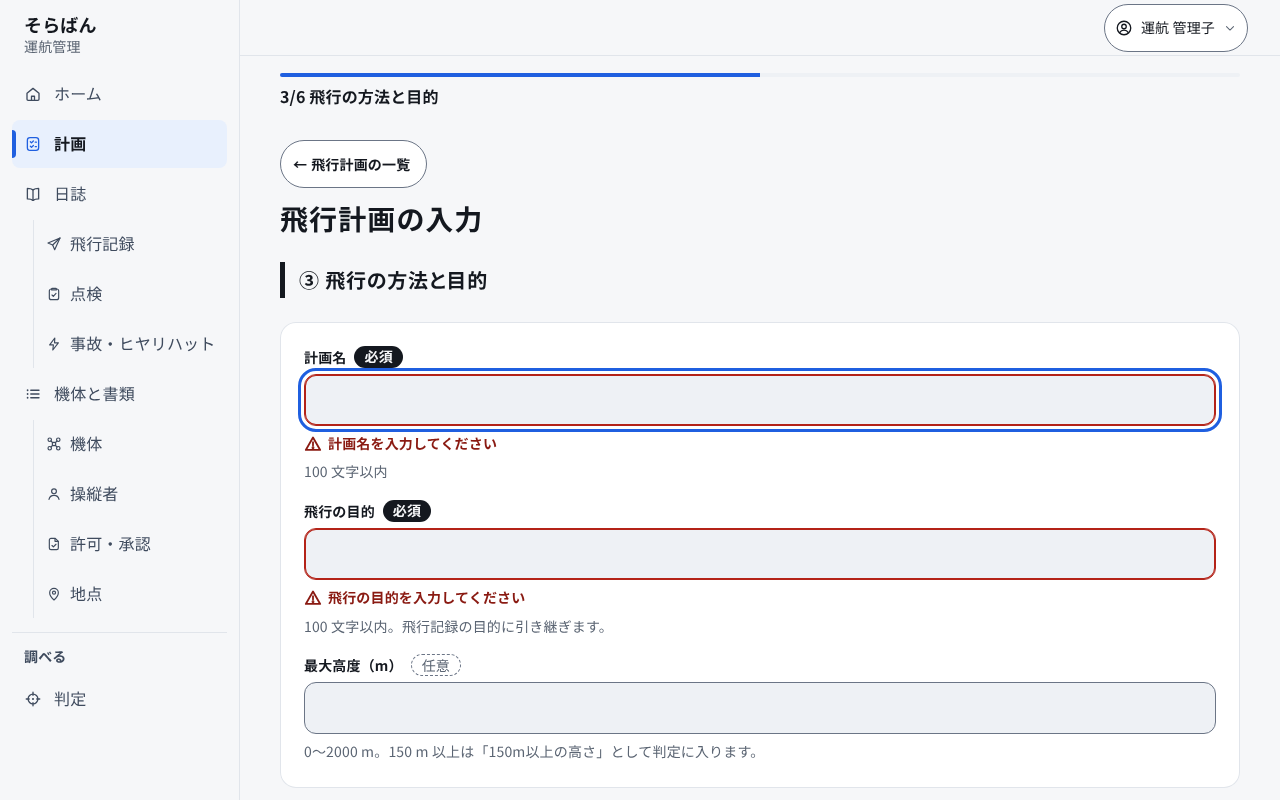 そらばん
運航管理
ホーム
計画
日誌
飛行記録
点検
事故・ヒヤリハット
機体と書類
機体
操縦者
許可・承認
地点
調べる
判定
運航 管理子
3/6 飛行の方法と目的
← 飛行計画の一覧
飛行計画の入力
③ 飛行の方法と目的
計画名 必須
計画名を入力してください
100 文字以内
飛行の目的 必須
飛行の目的を入力してください
100 文字以内。飛行記録の目的に引き継ぎます。
最大高度（m） 任意
0〜2000 m。150 m 以上は「150m以上の高さ」として判定に入ります。